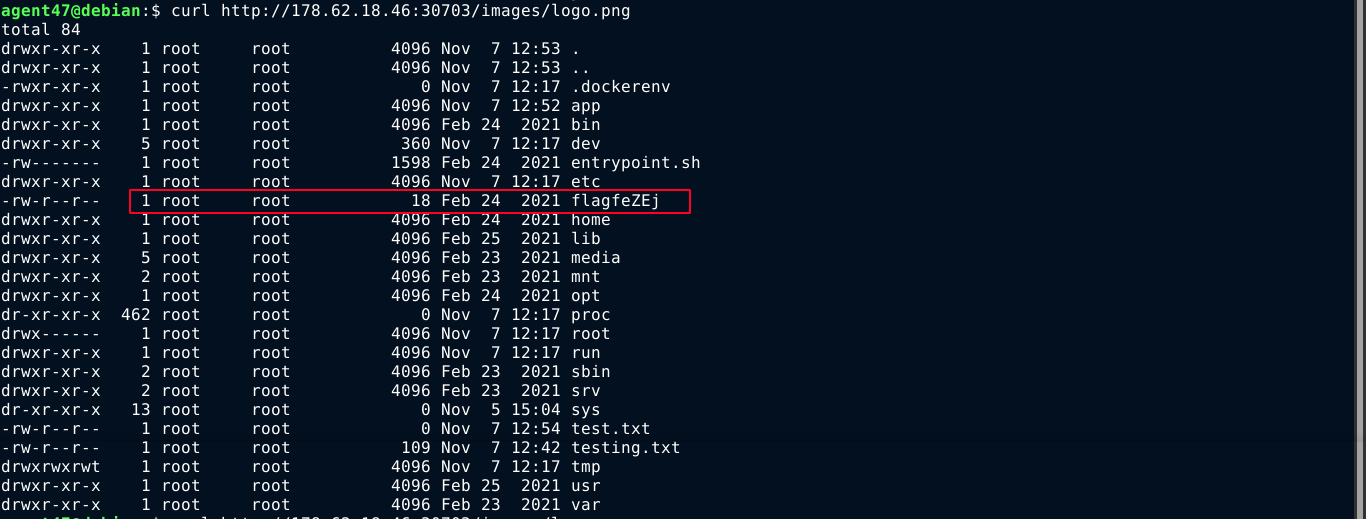 agent47@debian:$ curl http://178.62.18.46:30703/images/logo.png
total 84
drwxr-xr-x    1 root     root          4096 Nov  7 12:53 .
drwxr-xr-x    1 root     root          4096 Nov  7 12:53 ..
-rwxr-xr-x    1 root     root             0 Nov  7 12:17 .dockerenv
drwxr-xr-x    1 root     root          4096 Nov  7 12:52 app
drwxr-xr-x    1 root     root          4096 Feb 24  2021 bin
drwxr-xr-x    5 root     root           360 Nov  7 12:17 dev
-rw-------    1 root     root          1598 Feb 24  2021 entrypoint.sh
drwxr-xr-x    1 root     root          4096 Nov  7 12:17 etc
-rw-r--r--    1 root     root            18 Feb 24  2021 flagfeZEj
drwxr-xr-x    1 root     root          4096 Feb 24  2021 home
drwxr-xr-x    1 root     root          4096 Feb 25  2021 lib
drwxr-xr-x    5 root     root          4096 Feb 23  2021 media
drwxr-xr-x    2 root     root          4096 Feb 23  2021 mnt
drwxr-xr-x    1 root     root          4096 Feb 24  2021 opt
dr-xr-xr-x  462 root     root             0 Nov  7 12:17 proc
drwx------    1 root     root          4096 Nov  7 12:17 root
drwxr-xr-x    1 root     root          4096 Nov  7 12:17 run
drwxr-xr-x    2 root     root          4096 Feb 23  2021 sbin
drwxr-xr-x    2 root     root          4096 Feb 23  2021 srv
dr-xr-xr-x   13 root     root             0 Nov  5 15:04 sys
-rw-r--r--    1 root     root             0 Nov  7 12:54 test.txt
-rw-r--r--    1 root     root           109 Nov  7 12:42 testing.txt
drwxrwxrwt    1 root     root          4096 Nov  7 12:17 tmp
drwxr-xr-x    1 root     root          4096 Feb 25  2021 usr
drwxr-xr-x    1 root     root          4096 Feb 23  2021 var